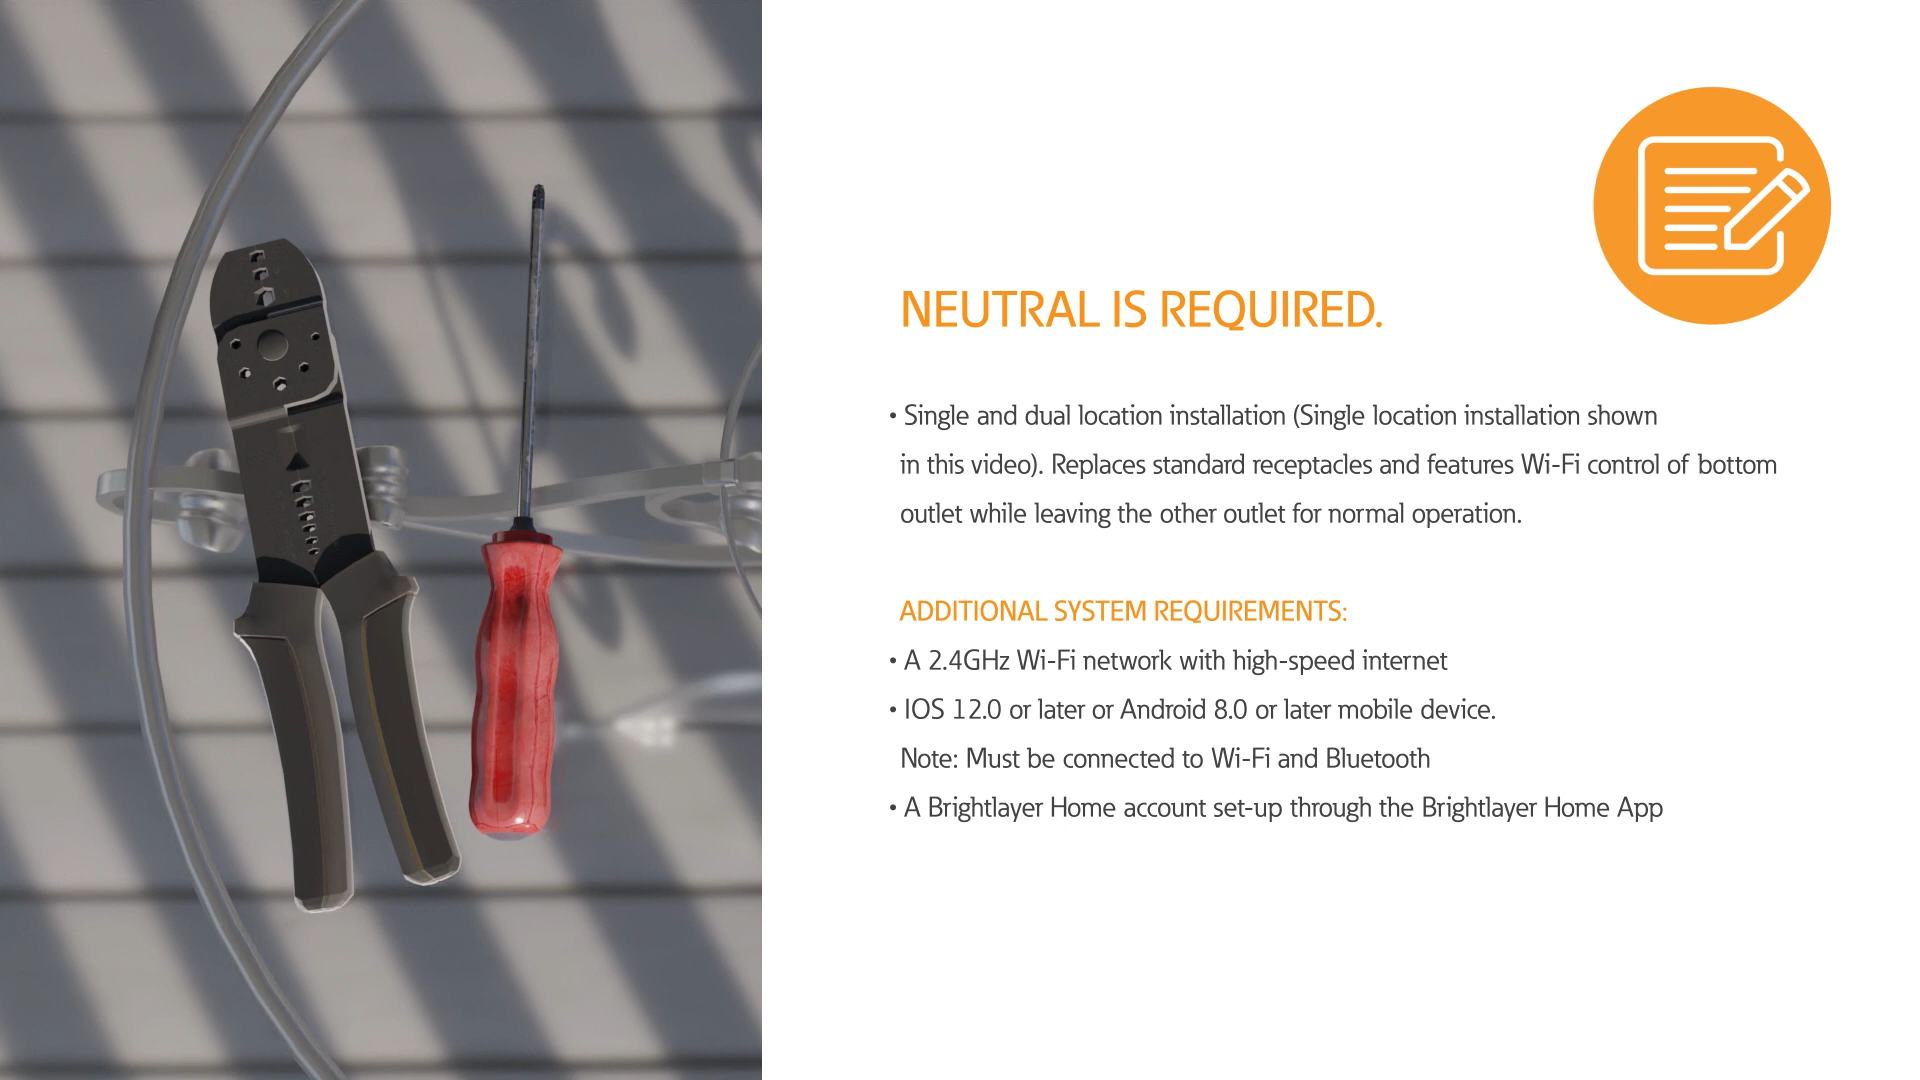 NEUTRAL IS REQUIRED.
• Single and dual location installation (Single location installation shown
in this video). Replaces standard receptacles and features Wi-Fi control of bottom
outlet while leaving the other outlet for normal operation.
ADDITIONAL SYSTEM REQUIREMENTS:
• A 2.4GHz Wi-Fi network with high-speed internet
• IOS 12.0 or later or Android 8.0 or later mobile device.
Note: Must be connected to Wi-Fi and Bluetooth
• A Brightlayer Home account set-up through the Brightlayer Home App